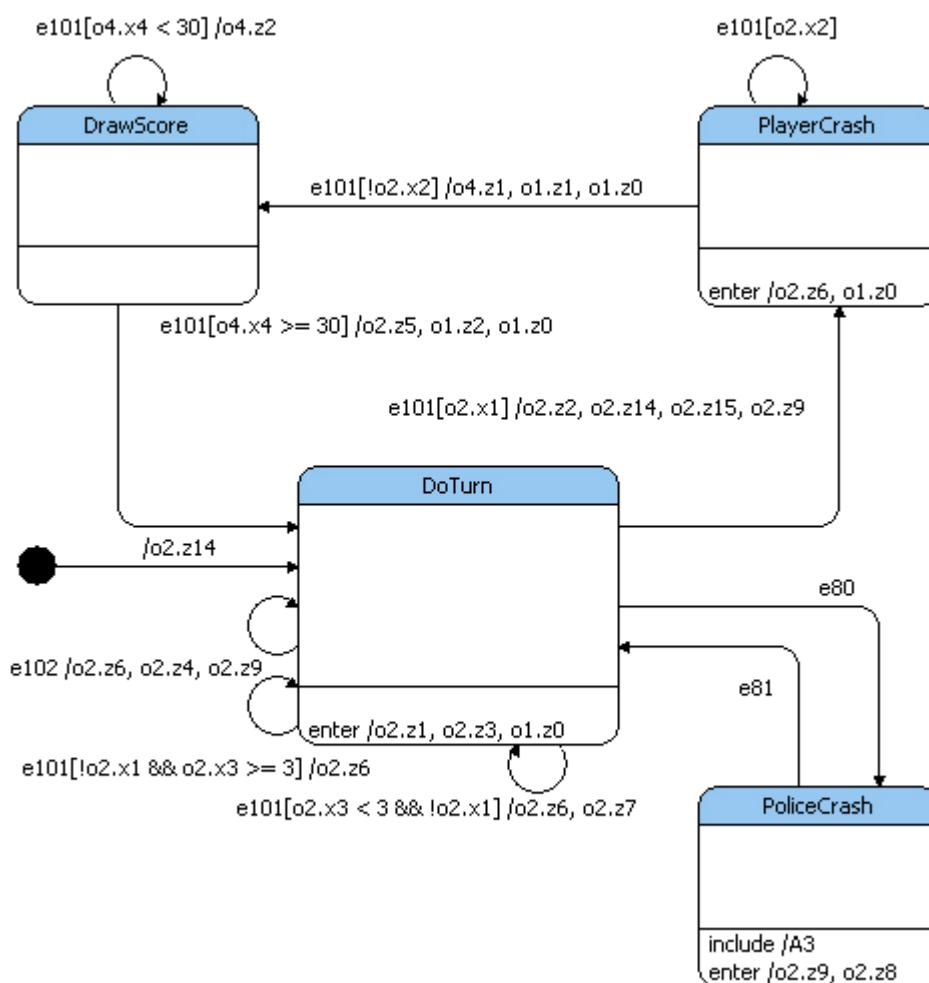 e101[o4.x4 < 30] /o4.z2
e101[o2.x2]
DrawScore
PlayerCrash
e101[!o2.x2] /o4.z1, o1.z1, o1.z0
enter /o2.z6, o1.z0
e101[o4.x4 >= 30] /o2.z5, o1.z2, o1.z0
e101[o2.x1] /o2.z2, o2.z14, o2.z15, o2.z9
DoTurn
/o2.z14
e80
e102 /o2.z6, o2.z4, o2.z9
e81
enter /o2.z1, o2.z3, o1.z0
e101[!o2.x1 && o2.x3 >= 3] /o2.z6
e101[o2.x3 < 3 && !o2.x1] /o2.z6, o2.z7
PoliceCrash
include /A3
enter /o2.z9, o2.z8